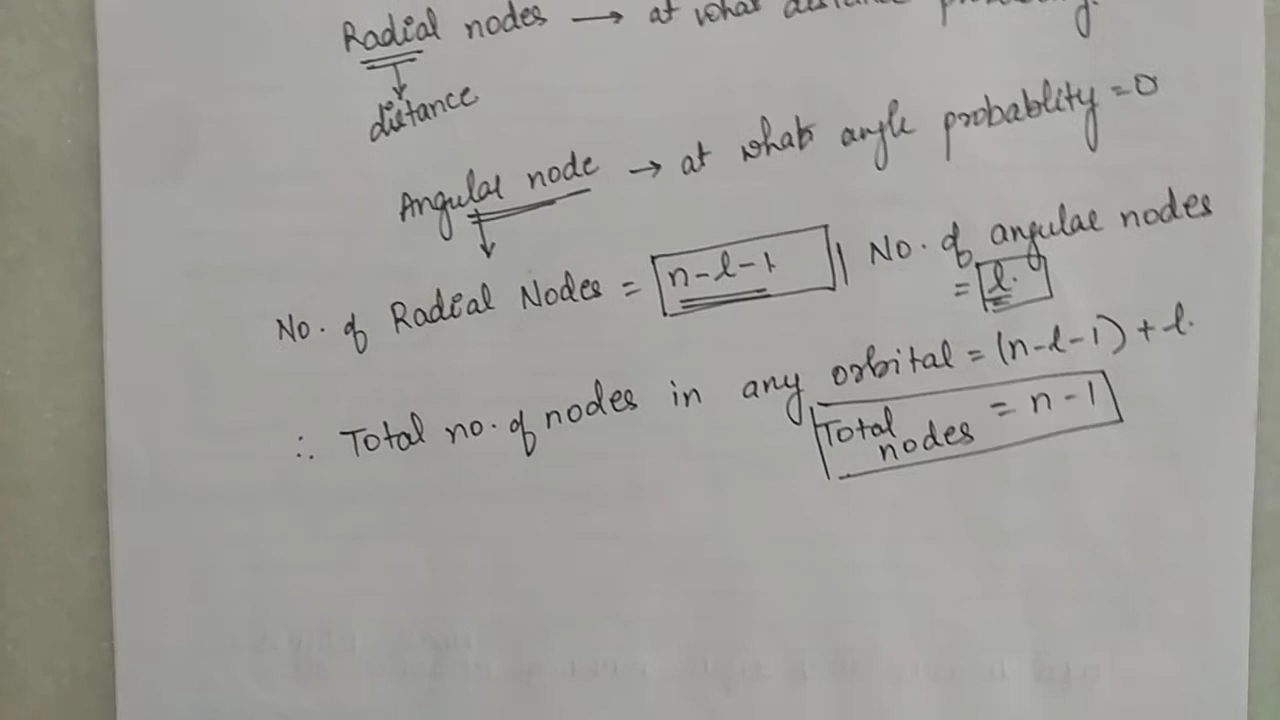 Radial nodes → at what distance
distance
Angular node → at what angle probablity = 0
No. of Radial Nodes = n-l-1 || No. of angular nodes
= l.
∴ Total no. of nodes in any orbital = (n-l-1) + l.
Total nodes = n-1